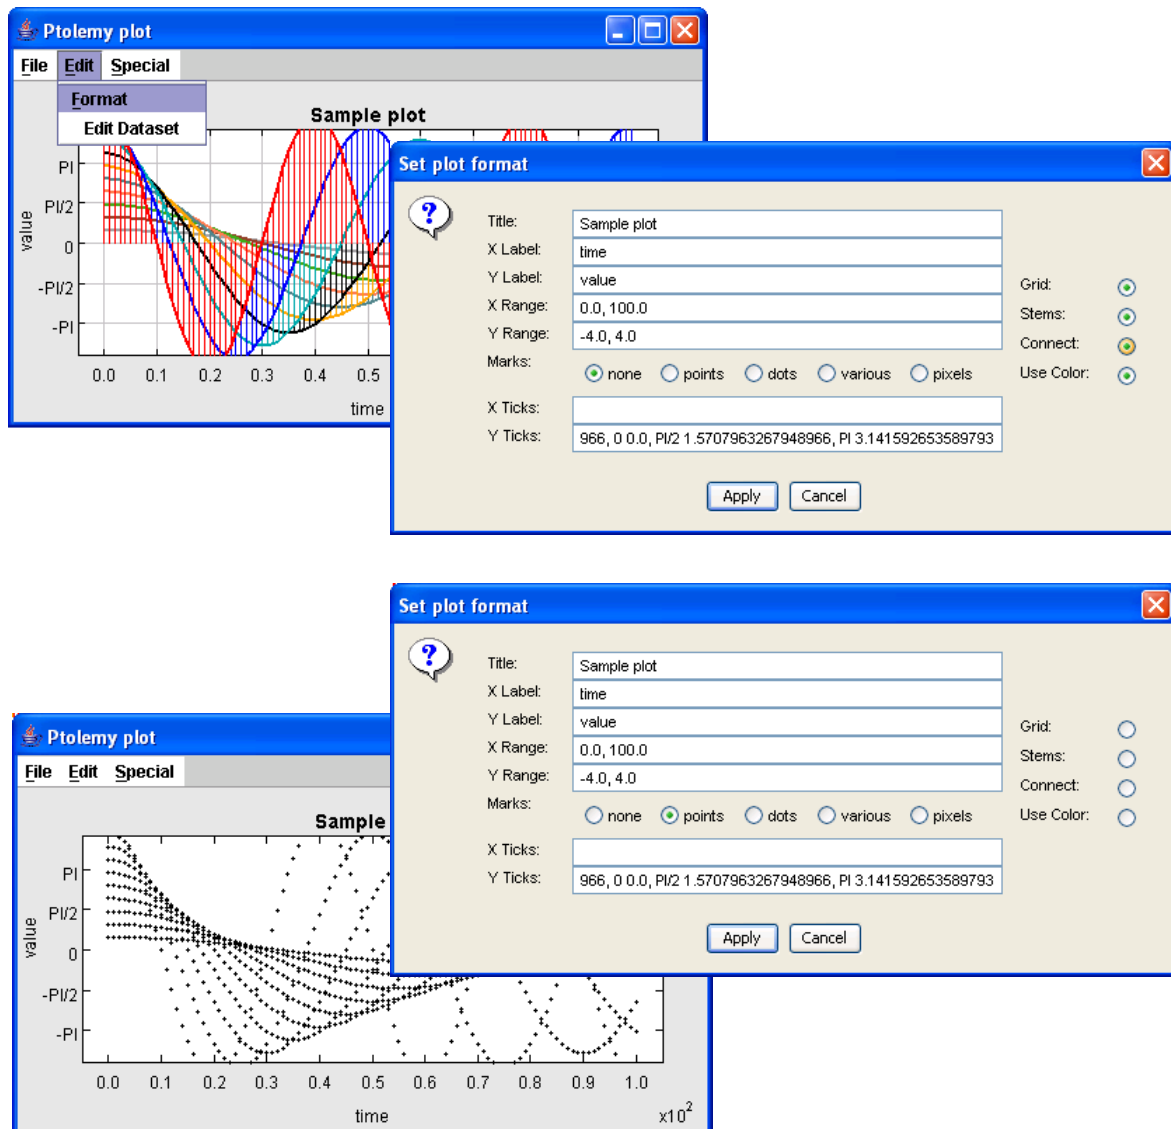 Ptolemy plot
File Edit Special
Format
Edit Dataset
Sample plot
PI
PI/2
0
-PI/2
-PI
value
0.0 0.1 0.2 0.3 0.4 0.5
time
Set plot format
?
Title: Sample plot
X Label: time
Y Label: value
X Range: 0.0, 100.0
Y Range: -4.0, 4.0
Marks: none points dots various pixels
X Ticks:
Y Ticks: 966, 0 0.0, PI/2 1.5707963267948966, PI 3.141592653589793
Grid:
Stems:
Connect:
Use Color:
Apply Cancel
Set plot format
?
Title: Sample plot
X Label: time
Y Label: value
X Range: 0.0, 100.0
Y Range: -4.0, 4.0
Marks: none points dots various pixels
X Ticks:
Y Ticks: 966, 0 0.0, PI/2 1.5707963267948966, PI 3.141592653589793
Grid:
Stems:
Connect:
Use Color:
Apply Cancel
Ptolemy plot
File Edit Special
Sample
PI
PI/2
0
-PI/2
-PI
value
0.0 0.1 0.2 0.3 0.4 0.5 0.6 0.7 0.8 0.9 1.0
time x10²